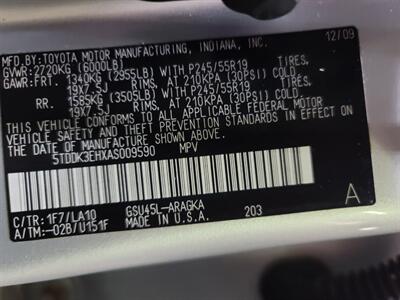 MFD.BY:TOYOTA MOTOR MANUFACTURING, INDIANA, INC. 12/09
GVWR:2720KG (6000LB)
GAWR:FRT. 1340KG (2955LB) WITH P245/55R19 TIRES,
19X7.5J RIMS, AT 210KPA (30PSI) COLD
RR. 1585KG (3505LB) WITH P245/55R19 TIRES,
19X7.5J RIMS, AT 210KPA (30PSI) COLD
THIS VEHICLE CONFORMS TO ALL APPLICABLE FEDERAL MOTOR
VEHICLE SAFETY AND THEFT PREVENTION STANDARDS IN EFFECT
ON THE DATE OF MANUFACTURE SHOWN ABOVE.
5TDDK3EHXAS009590 MPV
C/TR:1F7/LA10 GSU45L-ARAGKA A
A/TM:-02B/U151F MADE IN U.S.A. 203